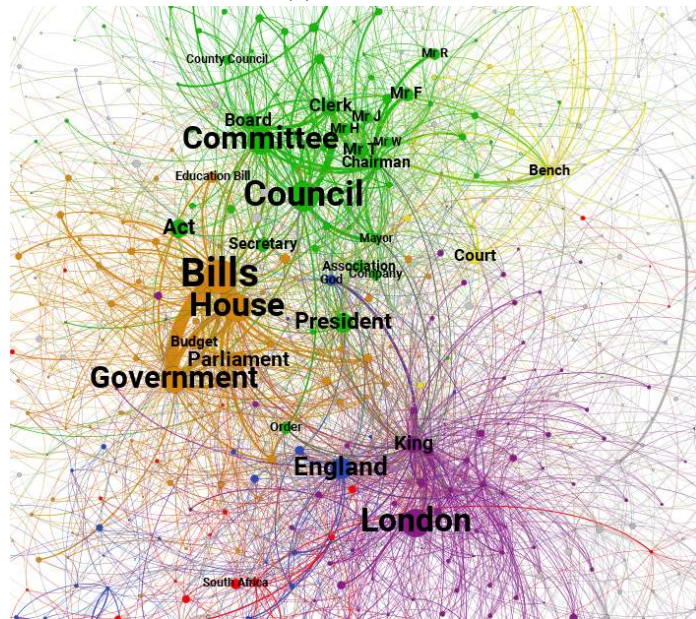 Mr R
County Council
Mr F
Clerk
Mr J
Board
Mr H
Committee
Mr W
Mr T
Chairman
Bench
Education Bill
Council
Act
Mayor
Secretary
Court
Association
Bills
Company
God
House
President
Budget
Parliament
Government
Order
King
England
London
South Africa